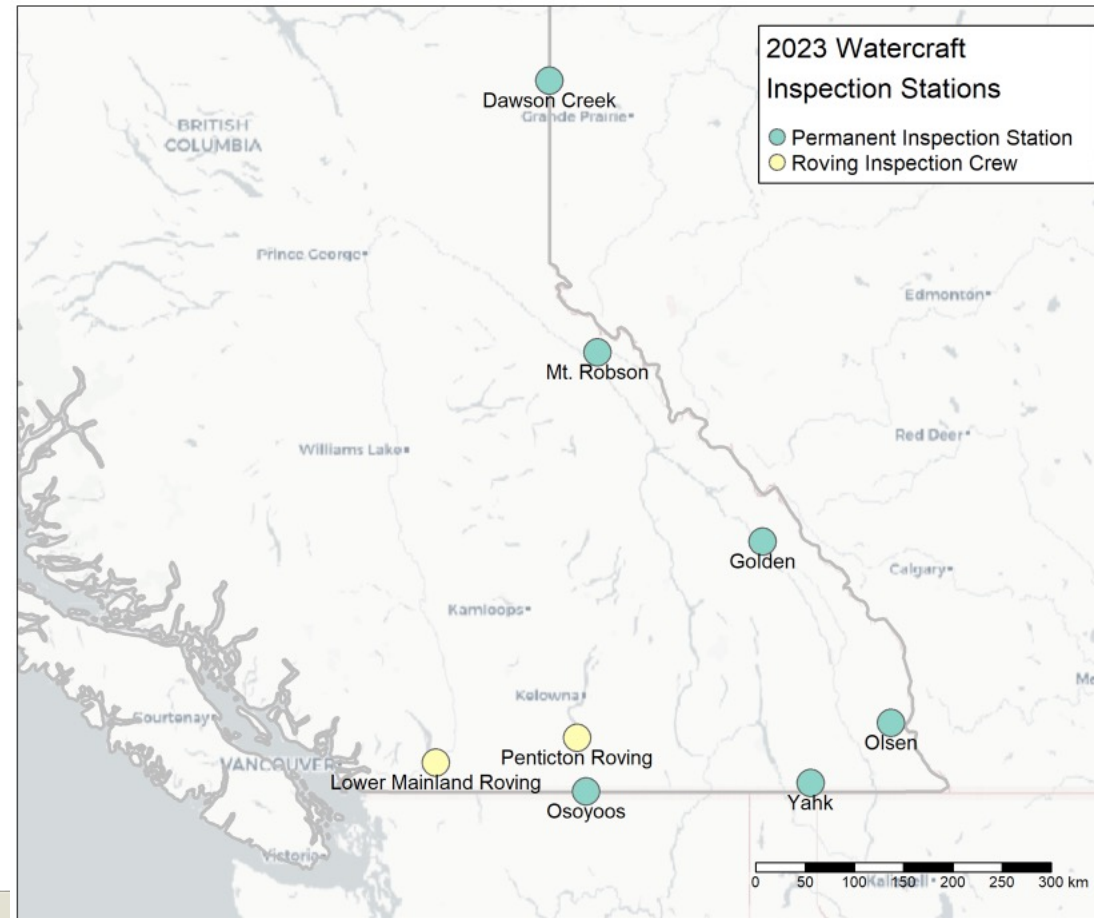 2023 Watercraft
Inspection Stations
Permanent Inspection Station
Roving Inspection Crew
Dawson Creek
Grande Prairie
BRITISH
COLUMBIA
Prince George
Edmonton
Mt. Robson
Williams Lake
Red Deer
Golden
Calgary
Kamloops
Me
Kelowna
Courtenay
Olsen
Penticton Roving
VANCOUVER
Lower Mainland Roving
Yahk
Osoyoos
Victoria
0 50 100 150 200 250 300 km